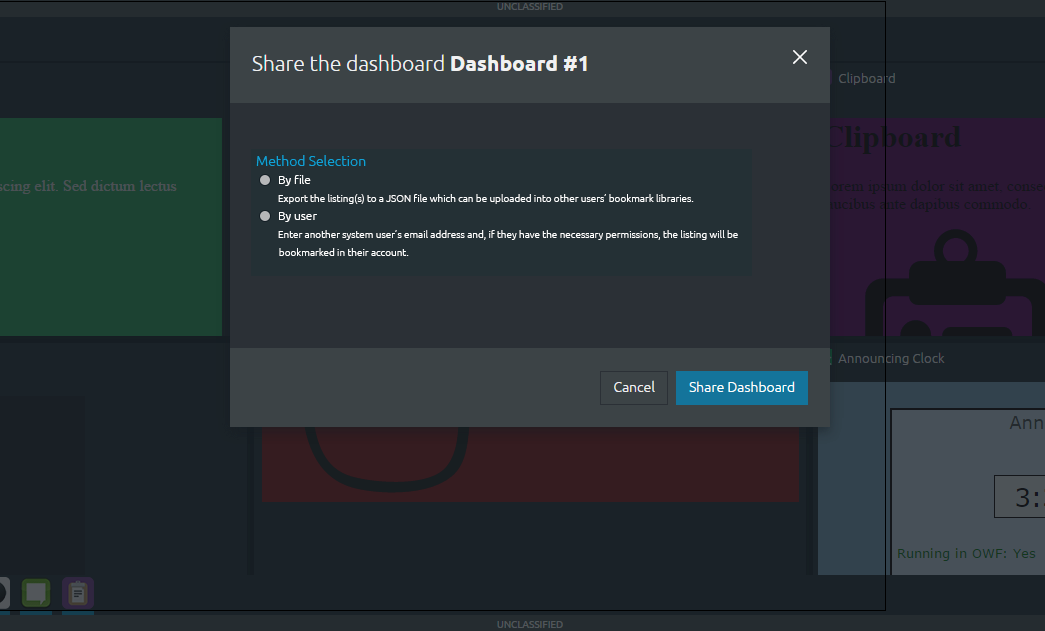 UNCLASSIFIED
Share the dashboard Dashboard #1
Clipboard
Clipboard
scing elit. Sed dictum lectus
orem ipsum dolor sit amet, conse
ucibus ante dapibus commodo.
Method Selection
By file
Export the listing(s) to a JSON file which can be uploaded into other users' bookmark libraries.
By user
Enter another system user's email address and, if they have the necessary permissions, the listing will be
bookmarked in their account.
Announcing Clock
Cancel
Share Dashboard
Ann
3:
Running in OWF: Yes
UNCLASSIFIED